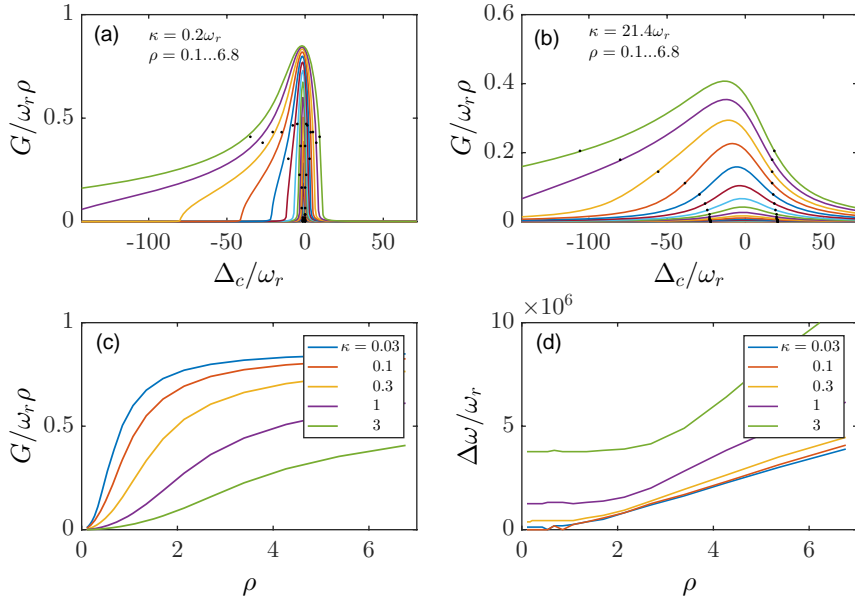 (a)
κ = 0.2ω_r
ρ = 0.1...6.8
G/ω_rρ
1
0.5
0
-100
-50
0
50
Δ_c/ω_r
(b)
κ = 21.4ω_r
ρ = 0.1...6.8
G/ω_rρ
0.6
0.4
0.2
0
-100
-50
0
50
Δ_c/ω_r
(c)
G/ω_rρ
1
0.5
0
0
2
4
6
ρ
κ = 0.03
0.1
0.3
1
3
×10^6
(d)
Δω/ω_r
10
5
0
0
2
4
6
ρ
κ = 0.03
0.1
0.3
1
3